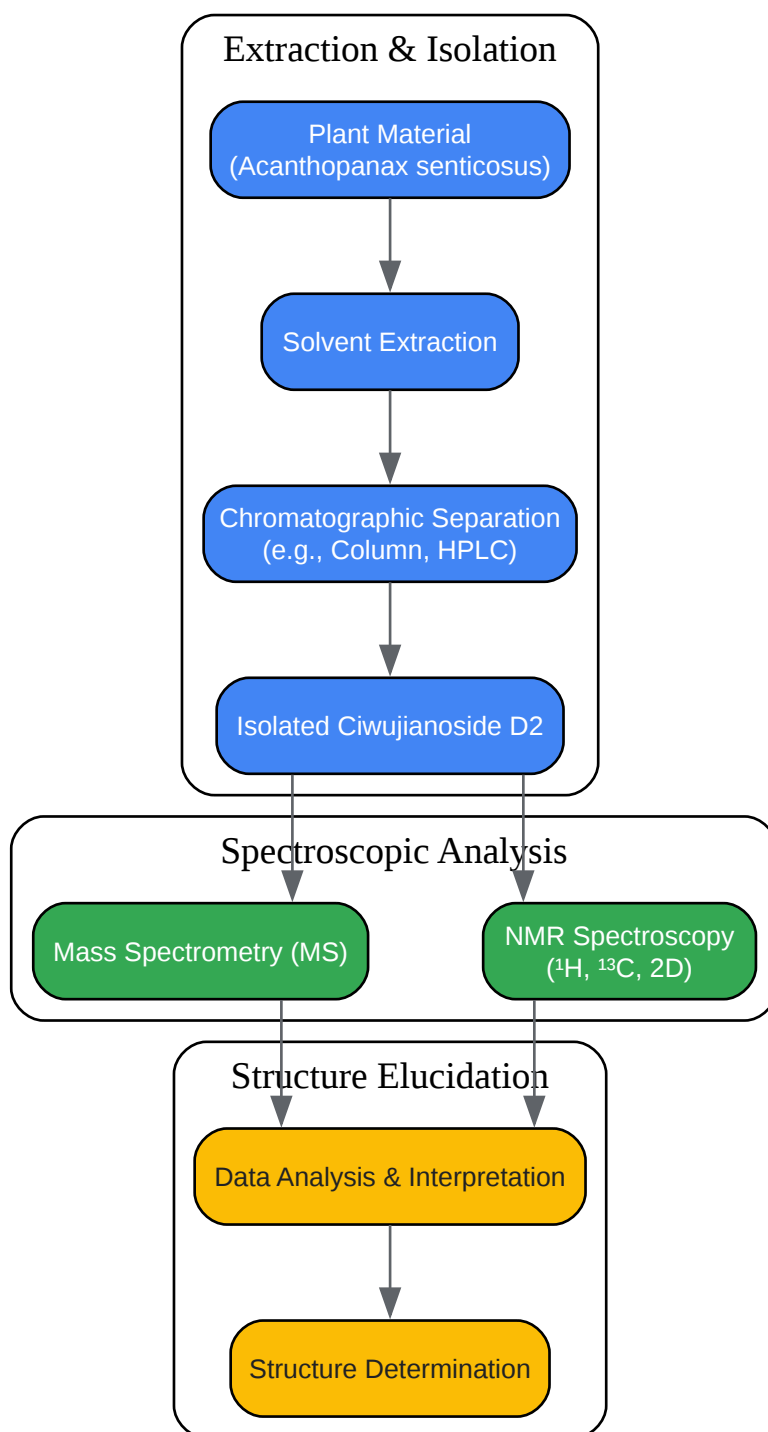 Extraction & Isolation
Plant Material
(Acanthopanax senticosus)
Solvent Extraction
Chromatographic Separation
(e.g., Column, HPLC)
Isolated Ciwujianoside D2
Spectroscopic Analysis
Mass Spectrometry (MS)
NMR Spectroscopy
(¹H, ¹³C, 2D)
Structure Elucidation
Data Analysis & Interpretation
Structure Determination